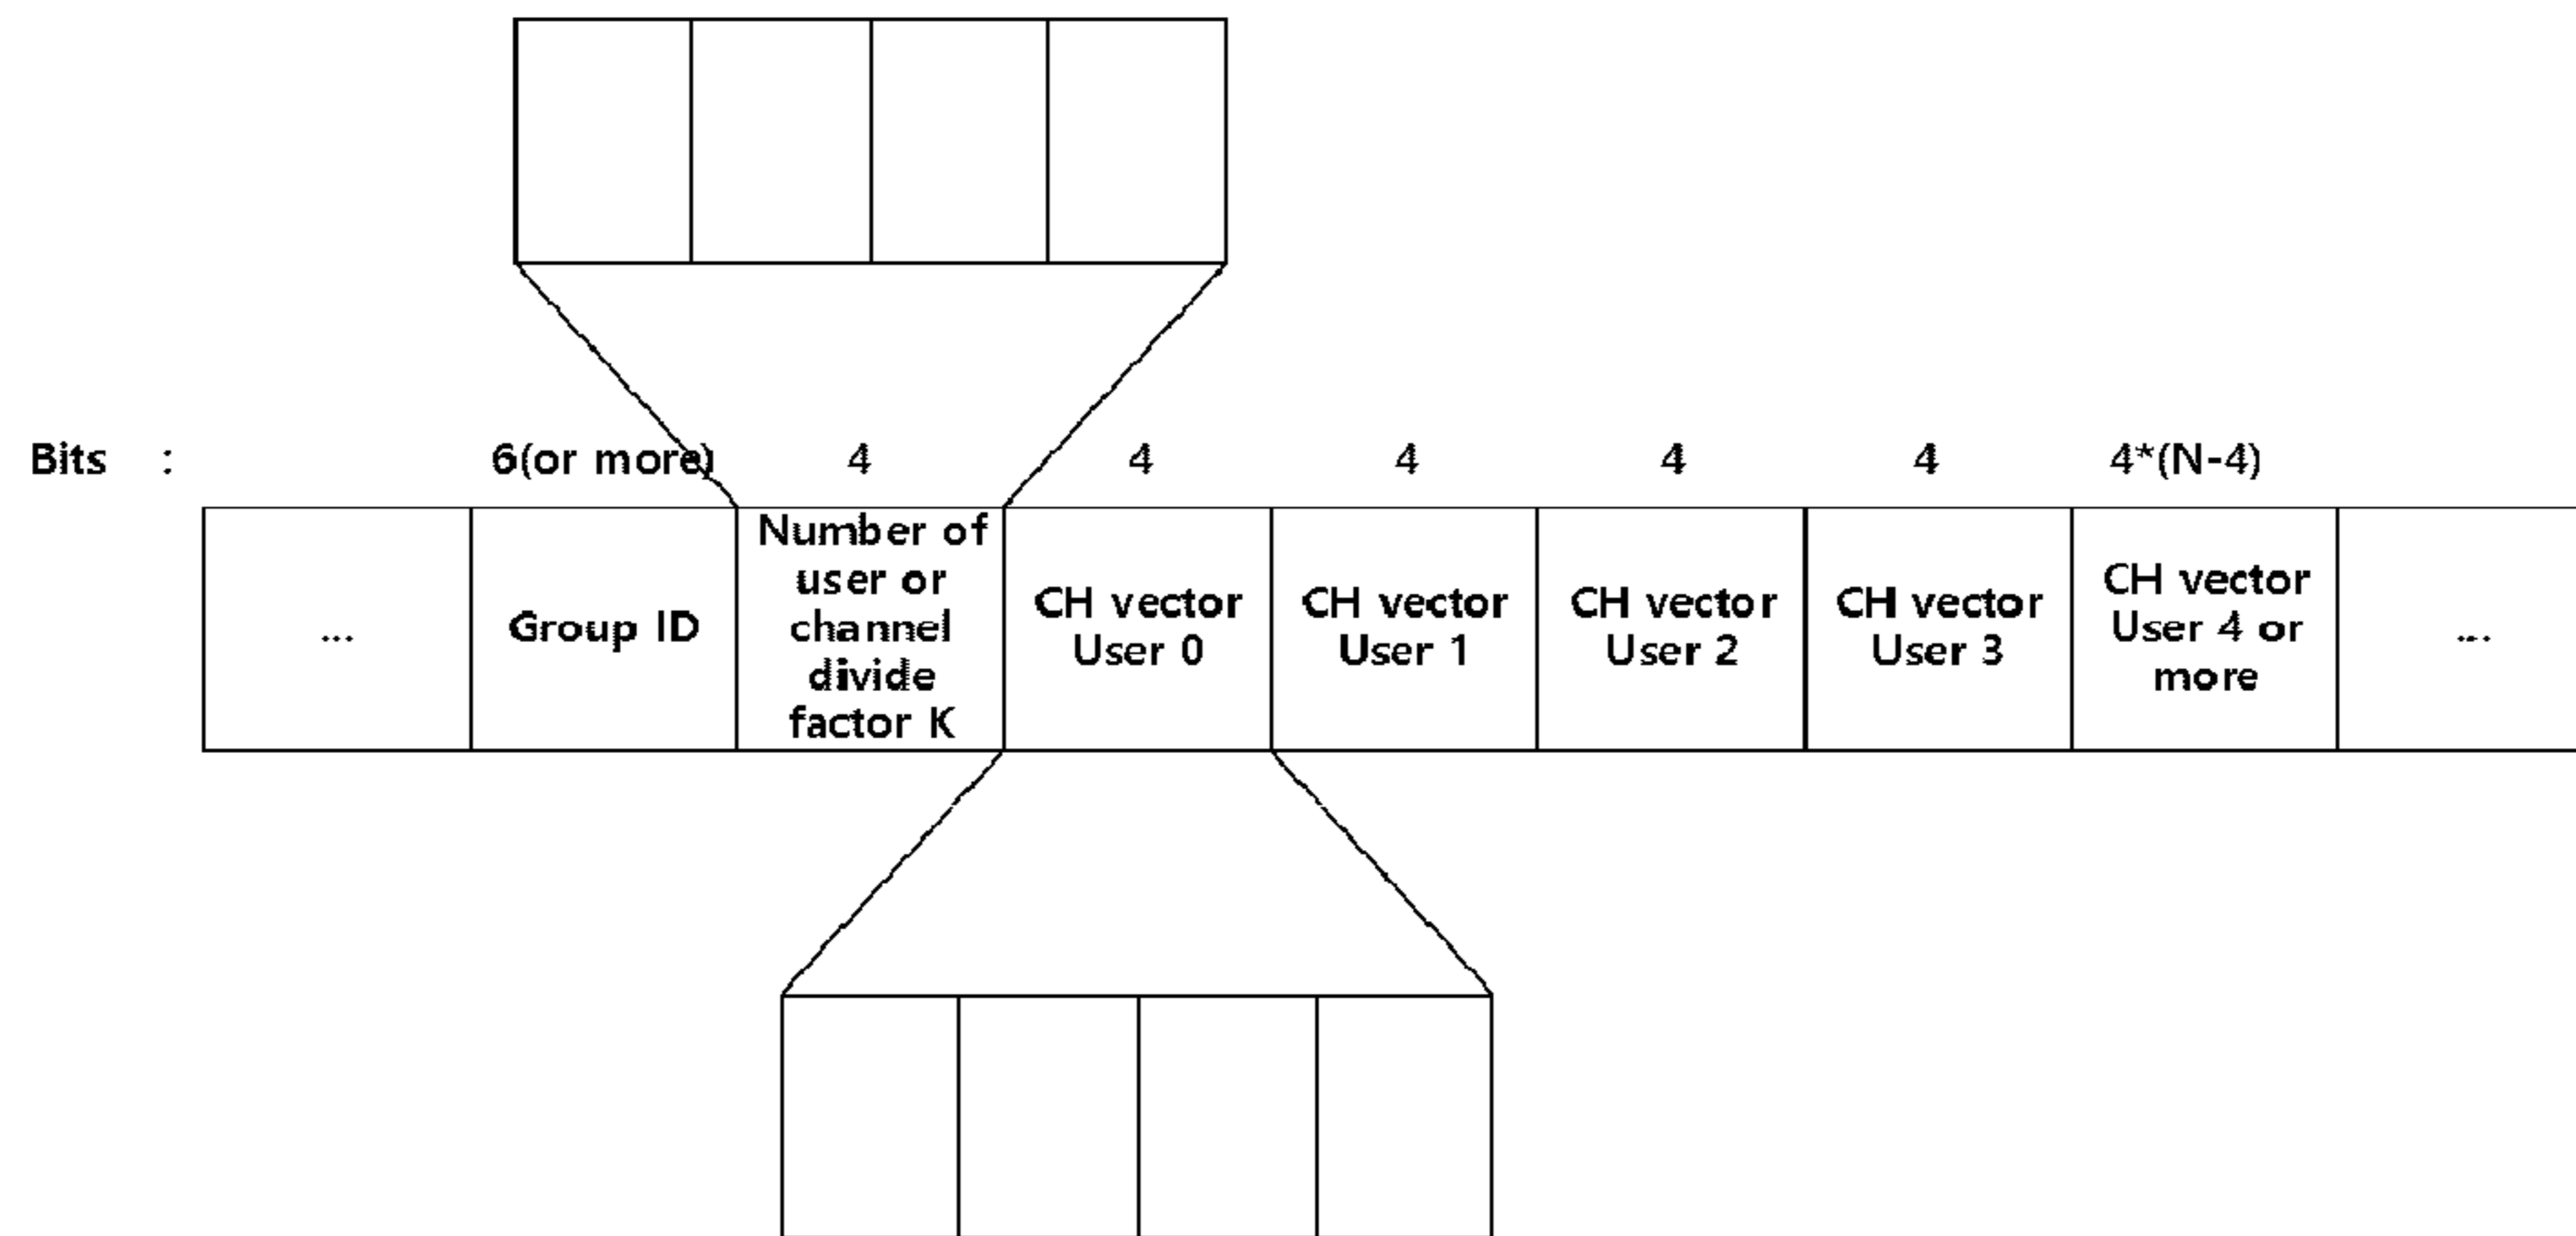 Bits : 6(or more) 4 4 4 4 4 4*(N-4)
...
Group ID
Number of
user or
channel
divide
factor K
CH vector
User 0
CH vector
User 1
CH vector
User 2
CH vector
User 3
CH vector
User 4 or
more
...